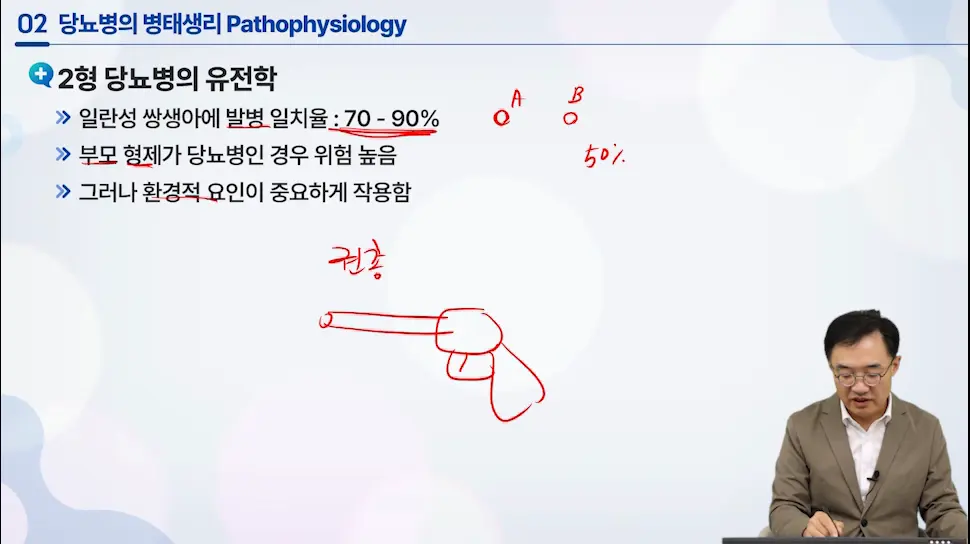 02 당뇨병의 병태생리 Pathophysiology
2형 당뇨병의 유전학
일란성 쌍생아에 발병 일치율 : 70 - 90%
A B
부모 형제가 당뇨병인 경우 위험 높음
50%
그러나 환경적 요인이 중요하게 작용함
권총